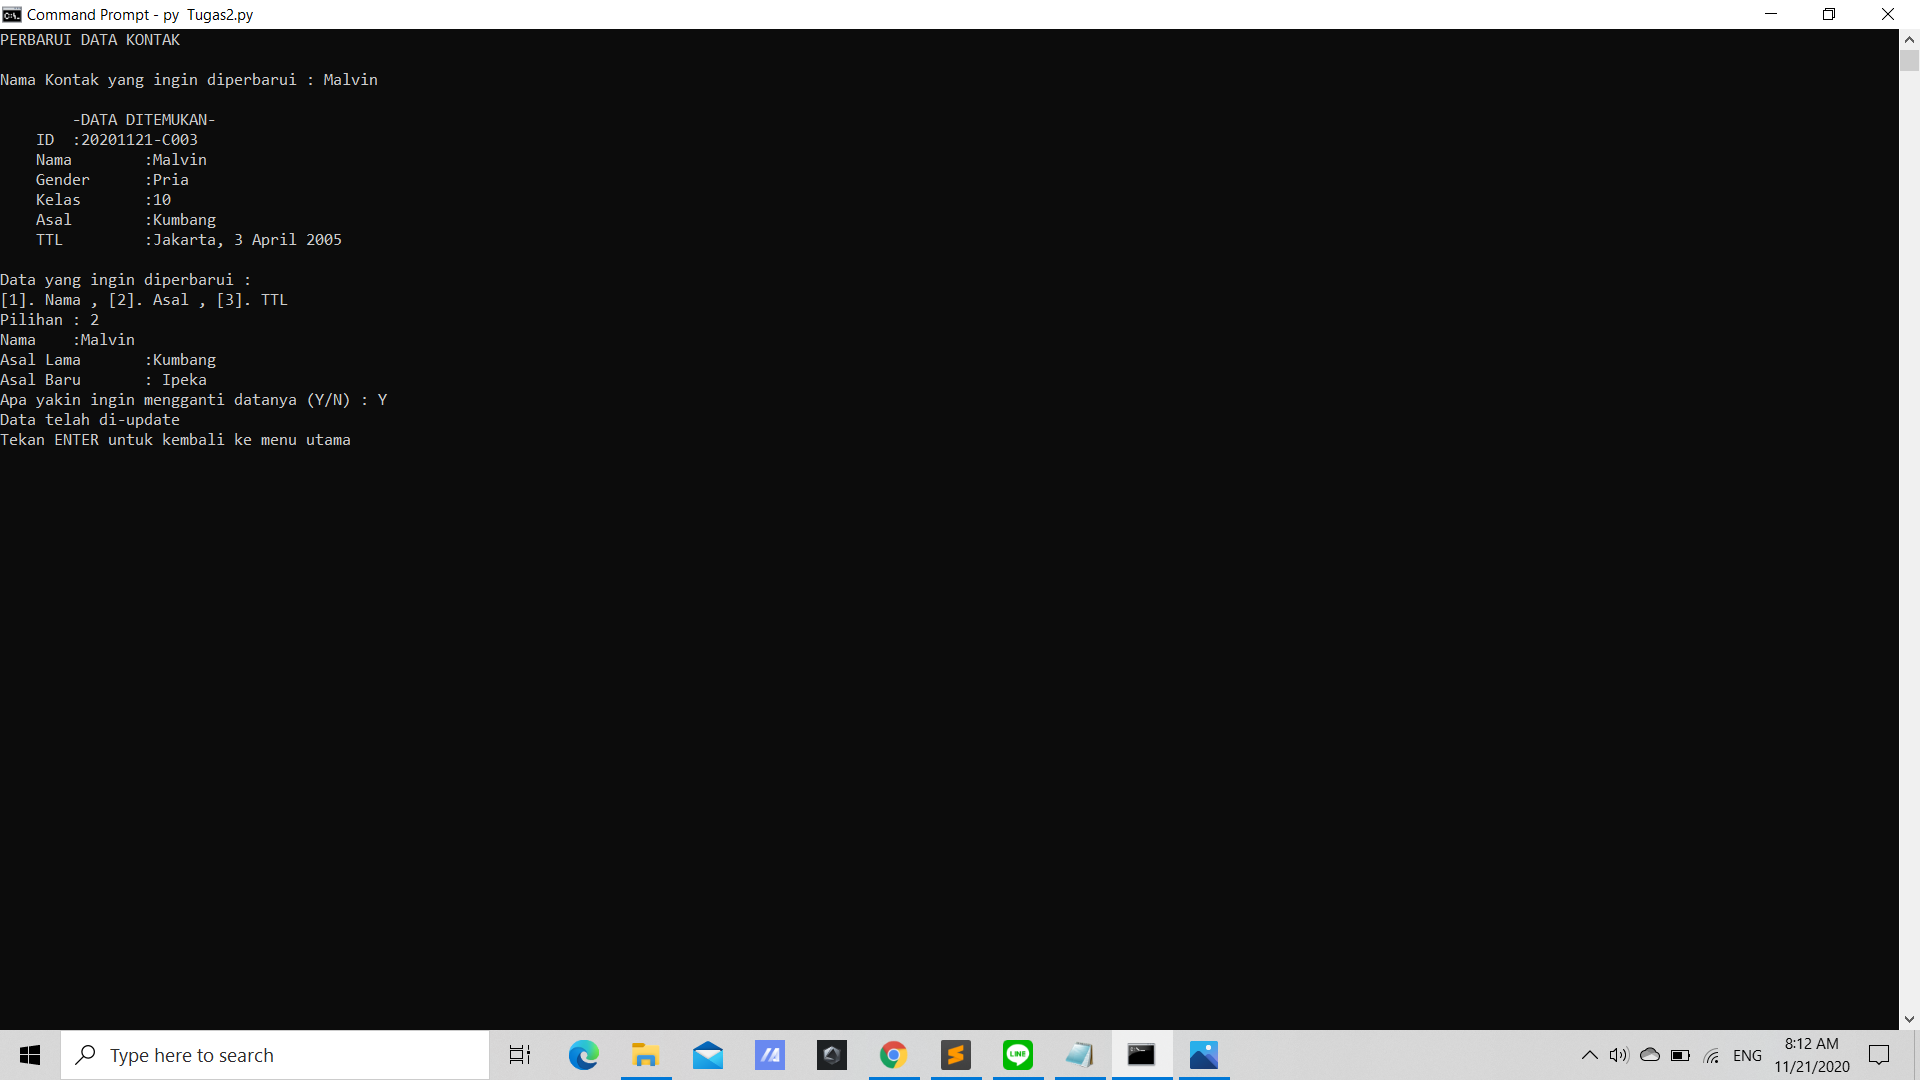 Command Prompt - py  Tugas2.py
PERBARUI DATA KONTAK
Nama Kontak yang ingin diperbarui : Malvin
-DATA DITEMUKAN-
ID  :20201121-C003
Nama        :Malvin
Gender      :Pria
Kelas       :10
Asal        :Kumbang
TTL         :Jakarta, 3 April 2005
Data yang ingin diperbarui :
[1]. Nama , [2]. Asal , [3]. TTL
Pilihan : 2
Nama    :Malvin
Asal Lama       :Kumbang
Asal Baru       : Ipeka
Apa yakin ingin mengganti datanya (Y/N) : Y
Data telah di-update
Tekan ENTER untuk kembali ke menu utama
Type here to search
LINE
ENG
8:12 AM
11/21/2020